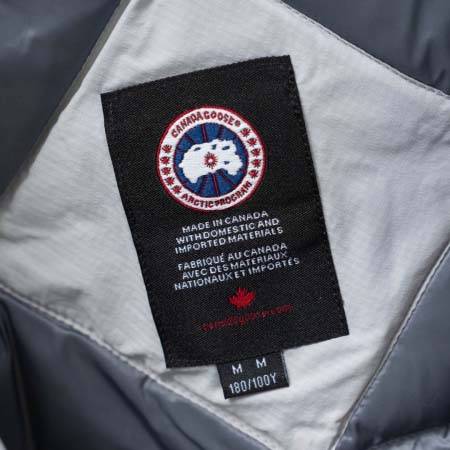 CANADA GOOSE®
ARCTIC PROGRAM
MADE IN CANADA
WITH DOMESTIC AND
IMPORTED MATERIALS
FABRIQUÉ AU CANADA
AVEC DES MATÉRIAUX
NATIONAUX ET IMPORTÉS
M M
180/100Y